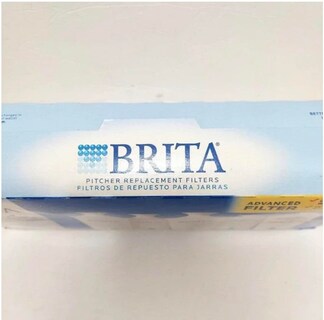 BRITA®
PITCHER REPLACEMENT FILTERS
FILTROS DE REPUESTO PARA JARRAS
ADVANCED
FILTER